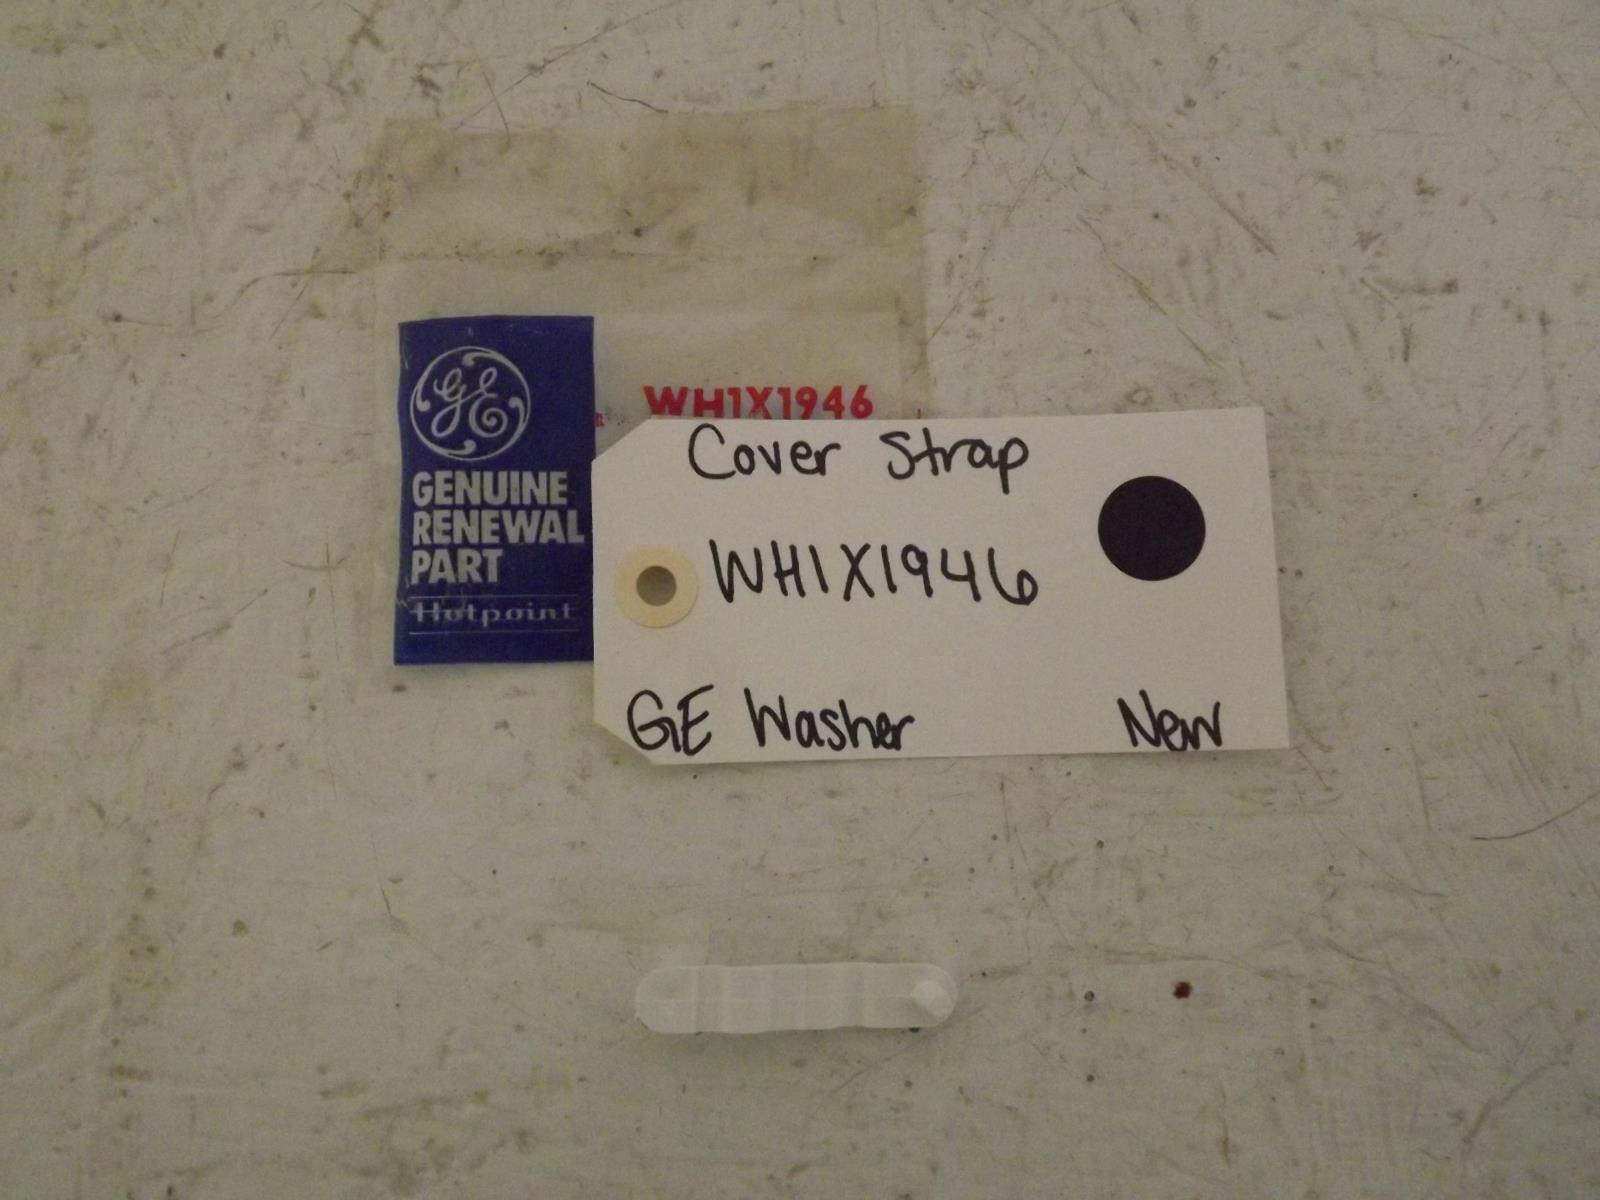 GE
GENUINE
RENEWAL
PART
Hotpoint
WH1X1946
Cover Strap
WH1X1946
GE Washer New